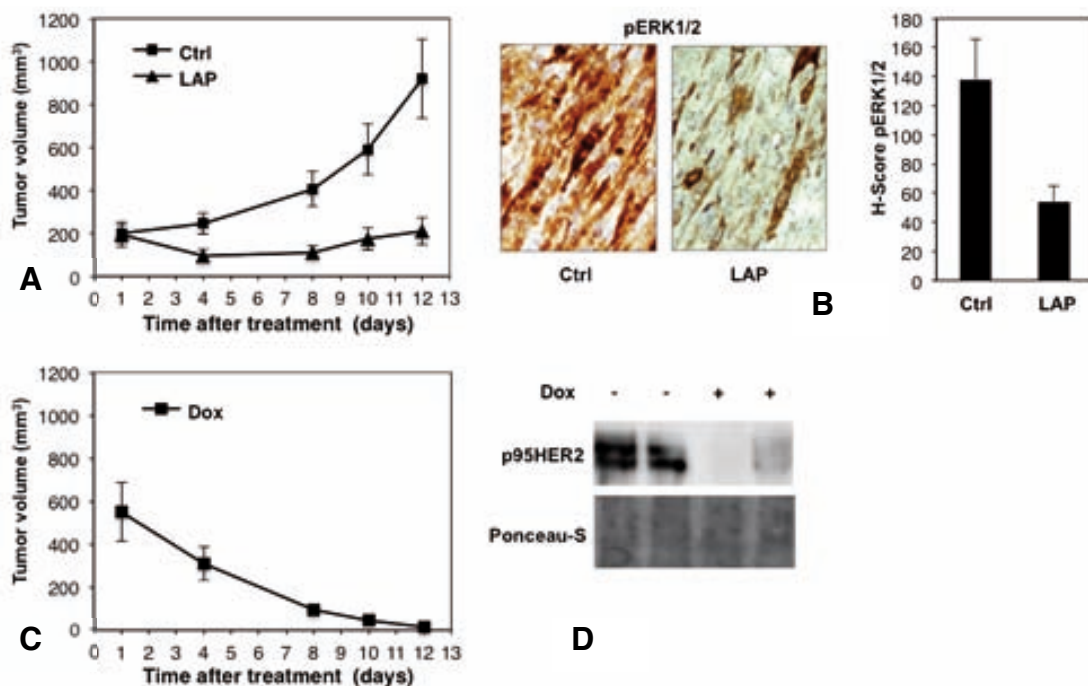 1200
1000
800
600
400
200
0
Tumor volume (mm³)
Ctrl
LAP
0 1 2 3 4 5 6 7 8 9 10 11 12 13
Time after treatment (days)
A
pERK1/2
Ctrl
LAP
B
180
160
140
120
100
80
60
40
20
0
H-Score pERK1/2
Ctrl
LAP
1200
1000
800
600
400
200
0
Tumor volume (mm³)
Dox
0 1 2 3 4 5 6 7 8 9 10 11 12 13
Time after treatment (days)
C
Dox - - + +
p95HER2
Ponceau-S
D